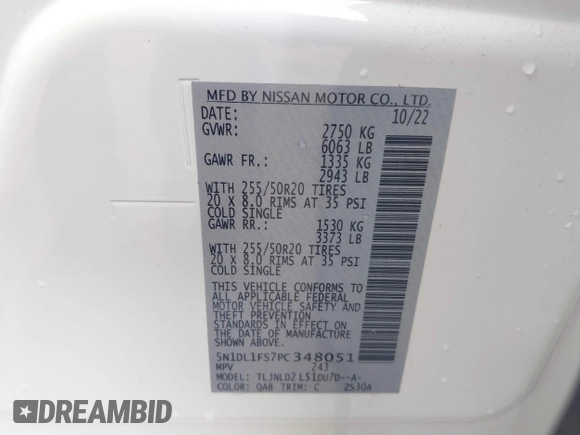 MFD BY NISSAN MOTOR CO., LTD.
DATE: 10/22
GVWR: 2750 KG
6063 LB
GAWR FR.: 1335 KG
2943 LB
WITH 255/50R20 TIRES
20 X 8.0 RIMS AT 35 PSI
COLD SINGLE
GAWR RR.: 1530 KG
3373 LB
WITH 255/50R20 TIRES
20 X 8.0 RIMS AT 35 PSI
COLD SINGLE
THIS VEHICLE CONFORMS TO
ALL APPLICABLE FEDERAL
MOTOR VEHICLE SAFETY AND
THEFT PREVENTION
STANDARDS IN EFFECT ON
THE DATE OF MANUFACTURE
SHOWN ABOVE.
5N1DL1FS7PC348051
MPV 243
MODEL: TLJNLD2 L51DU7D--A-
COLOR: QAB TRIM: C 2530A
DREAMBID